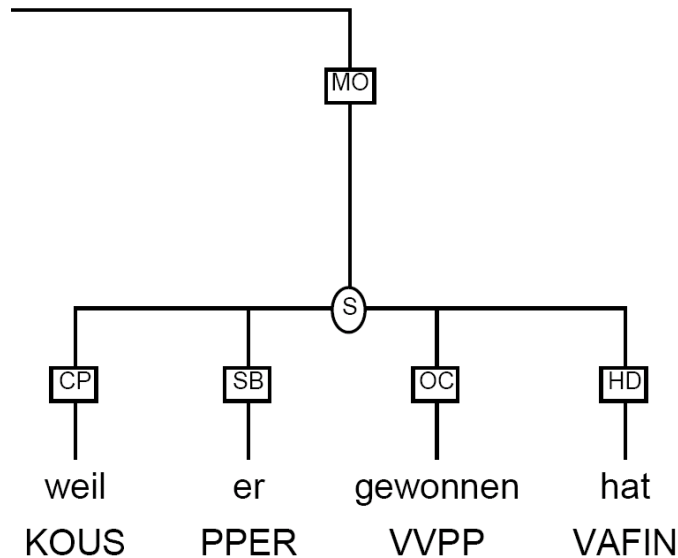 MO
S
CP SB OC HD
weil er gewonnen hat
KOUS PPER VVPP VAFIN